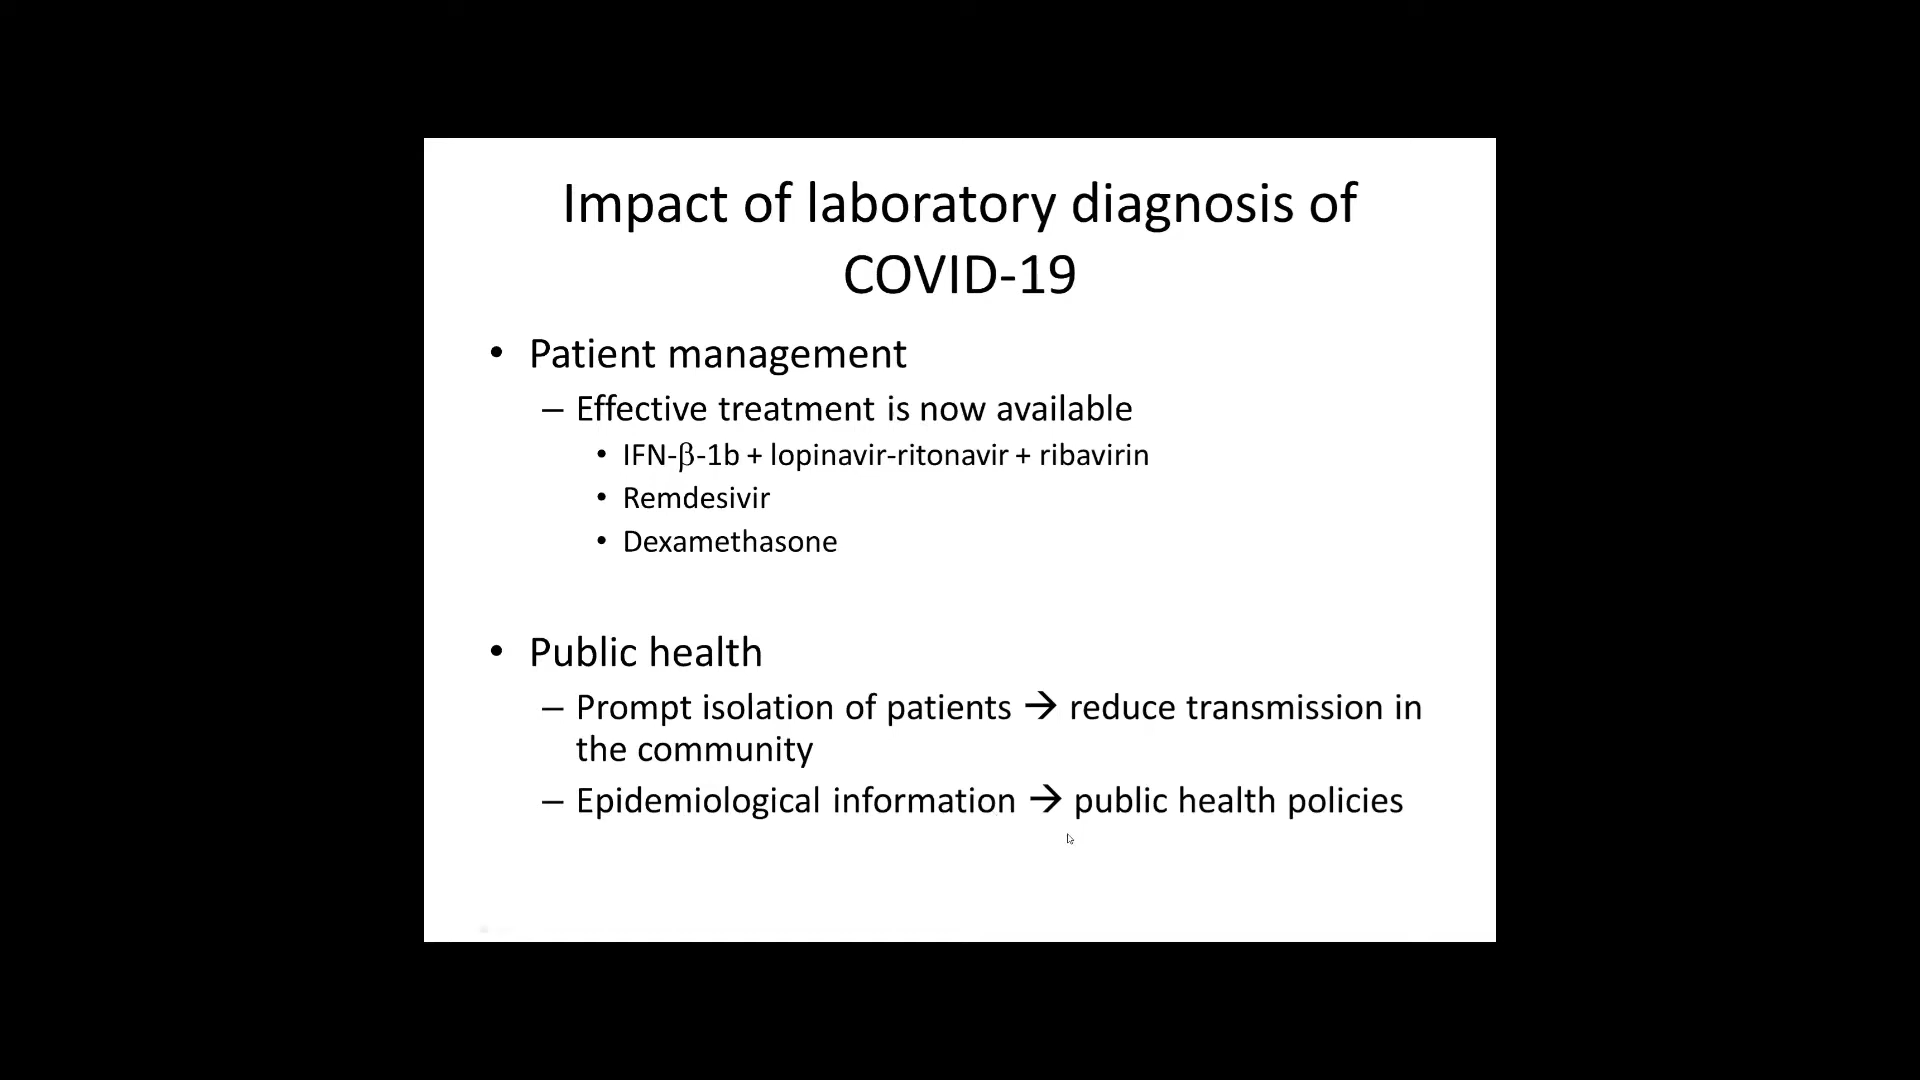 Impact of laboratory diagnosis of
COVID-19
• Patient management
– Effective treatment is now available
• IFN-β-1b + lopinavir-ritonavir + ribavirin
• Remdesivir
• Dexamethasone
• Public health
– Prompt isolation of patients → reduce transmission in
the community
– Epidemiological information → public health policies